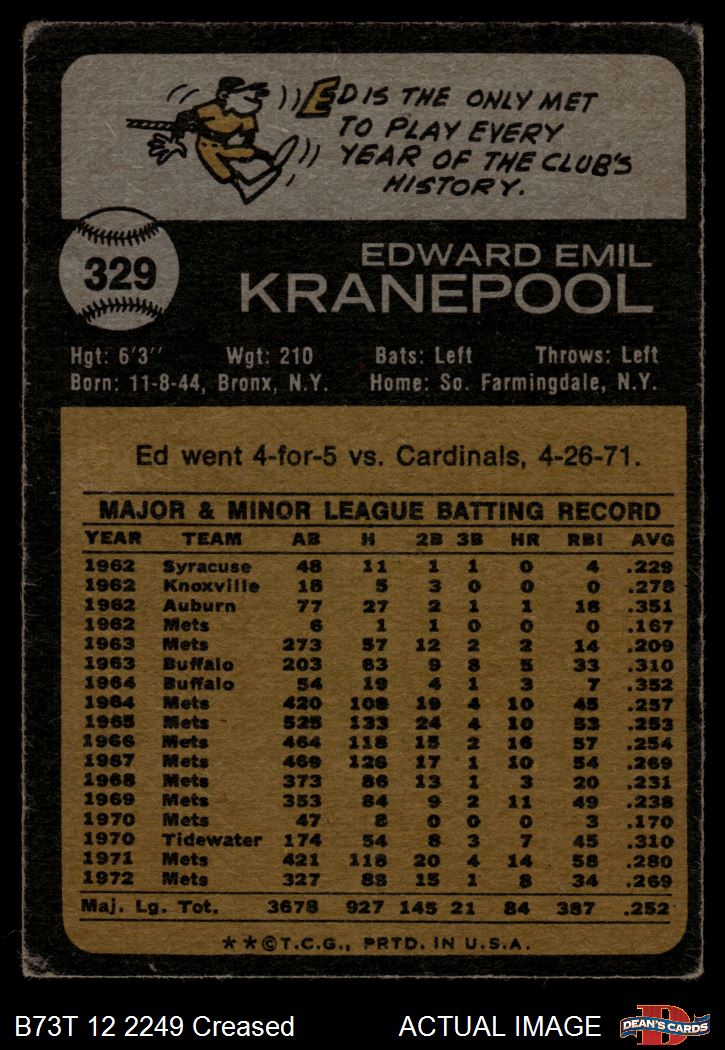 ED IS THE ONLY MET
TO PLAY EVERY
YEAR OF THE CLUB'S
HISTORY.
329
EDWARD EMIL
KRANEPOOL
Hgt: 6'3" Wgt: 210 Bats: Left Throws: Left
Born: 11-8-44, Bronx, N.Y. Home: So. Farmingdale, N.Y.
Ed went 4-for-5 vs. Cardinals, 4-26-71.
MAJOR & MINOR LEAGUE BATTING RECORD
YEAR TEAM AB H 2B 3B HR RBI AVG
1962 Syracuse 48 11 1 1 0 4 .229
1962 Knoxville 18 5 3 0 0 0 .278
1962 Auburn 77 27 2 1 1 18 .351
1962 Mets 6 1 1 0 0 0 .167
1963 Mets 273 57 12 2 2 14 .209
1963 Buffalo 203 63 9 8 5 33 .310
1964 Buffalo 54 19 4 1 3 7 .352
1964 Mets 420 108 19 4 10 45 .257
1965 Mets 525 133 24 4 10 53 .253
1966 Mets 464 118 15 2 16 57 .254
1967 Mets 469 126 17 1 10 54 .269
1968 Mets 373 86 13 1 3 20 .231
1969 Mets 353 84 9 2 11 49 .238
1970 Mets 47 8 0 0 0 3 .170
1970 Tidewater 174 54 8 3 7 45 .310
1971 Mets 421 118 20 4 14 58 .280
1972 Mets 327 88 15 1 8 34 .269
Maj. Lg. Tot. 3678 927 145 21 84 387 .252
**©T.C.G., PRTD. IN U.S.A.
B73T 12 2249 Creased ACTUAL IMAGE
D
DEAN'S CARDS